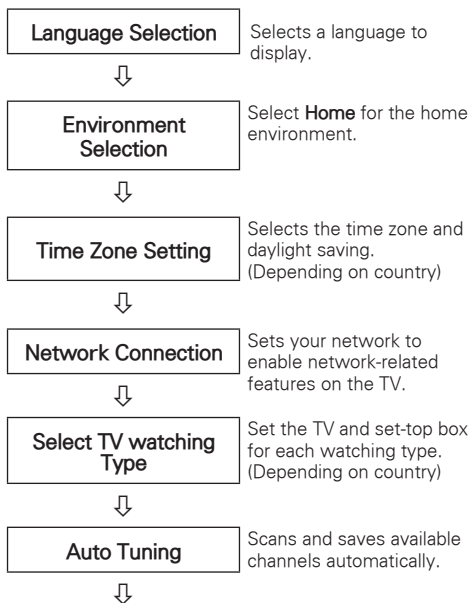 Language Selection
Selects a language to
display.
Environment
Selection
Select Home for the home
environment.
Time Zone Setting
Selects the time zone and
daylight saving.
(Depending on country)
Network Connection
Sets your network to
enable network-related
features on the TV.
Select TV watching
Type
Set the TV and set-top box
for each watching type.
(Depending on country)
Auto Tuning
Scans and saves available
channels automatically.